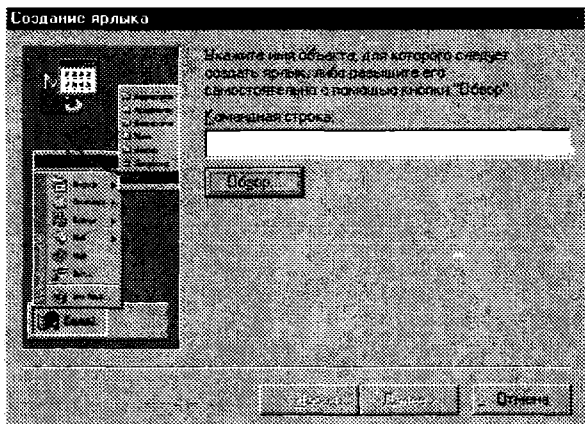 Создание ярлыка
Укажите имя объекта, для которого следует
создать ярлык, либо разыщите его
самостоятельно с помощью кнопки "Обзор".
Командная строка:
Обзор...
Отмена